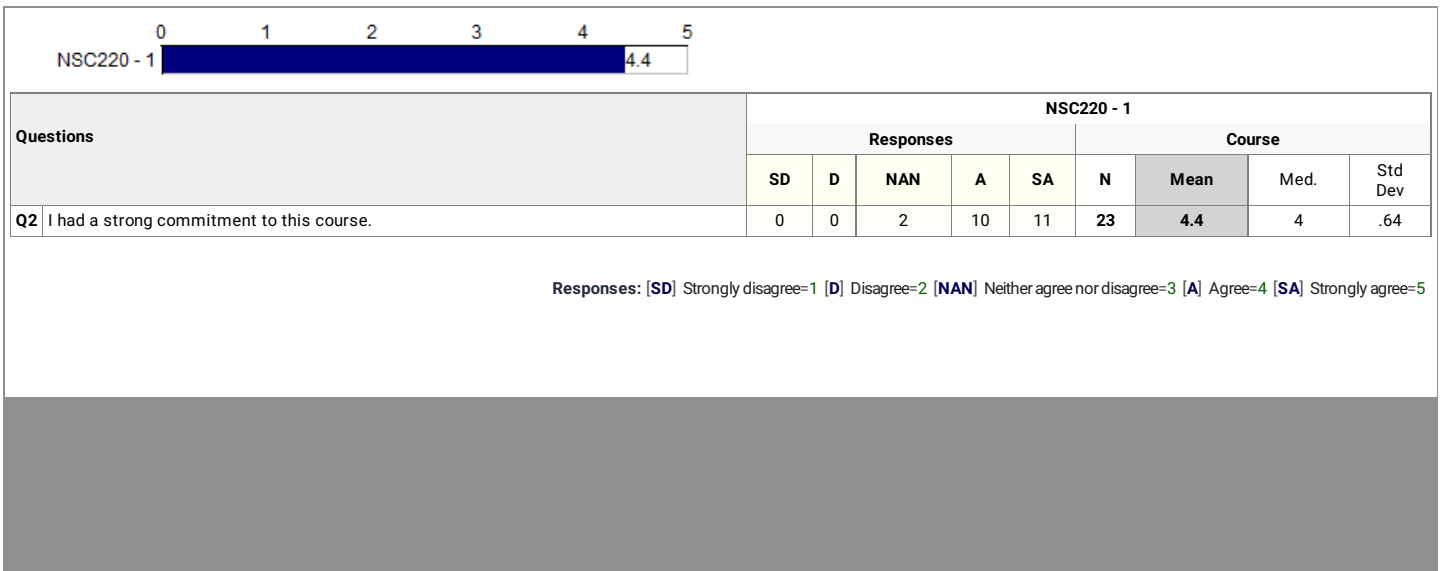 0 1 2 3 4 5
NSC220 - 1 4.4
Questions NSC220 - 1
Responses Course
SD D NAN A SA N Mean Med. Std Dev
Q2 I had a strong commitment to this course. 0 0 2 10 11 23 4.4 4 .64
Responses: [SD] Strongly disagree=1 [D] Disagree=2 [NAN] Neither agree nor disagree=3 [A] Agree=4 [SA] Strongly agree=5